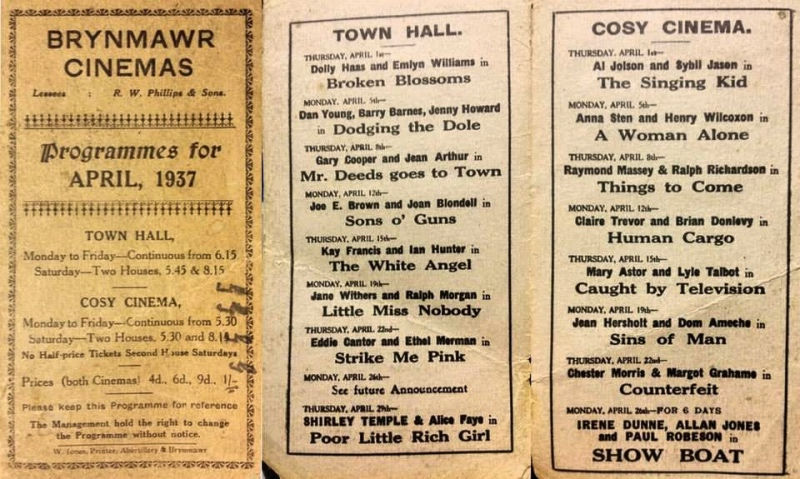 BRYNMAWR
CINEMAS
Lessees : R. W. Phillips & Sons.
Programmes for
APRIL, 1937
TOWN HALL,
Monday to Friday—Continuous from 6.15
Saturday—Two Houses, 5.45 & 8.15
COSY CINEMA,
Monday to Friday—Continuous from 5.30
Saturday—Two Houses, 5.30 and 8.15
No Half-price Tickets Second House Saturdays
Prices (both Cinemas) 4d., 6d., 9d., 1/-
Please keep this Programme for reference
The Management hold the right to change
the Programme without notice.
W. Jones, Printer, Abertillery & Brynmawr
TOWN HALL.
THURSDAY, APRIL 1st—
Dolly Haas and Emlyn Williams in
Broken Blossoms
MONDAY, APRIL 5th—
Dan Young, Barry Barnes, Jenny Howard
in Dodging the Dole
THURSDAY, APRIL 8th—
Gary Cooper and Jean Arthur in
Mr. Deeds goes to Town
MONDAY, APRIL 12th—
Joe E. Brown and Joan Blondell in
Sons o' Guns
THURSDAY, APRIL 15th—
Kay Francis and Ian Hunter in
The White Angel
MONDAY, APRIL 19th—
Jane Withers and Ralph Morgan in
Little Miss Nobody
THURSDAY, APRIL 22nd—
Eddie Cantor and Ethel Merman in
Strike Me Pink
MONDAY, APRIL 26th—
See future Announcement
THURSDAY, APRIL 29th—
SHIRLEY TEMPLE & Alice Faye in
Poor Little Rich Girl
COSY CINEMA.
THURSDAY, APRIL 1st—
Al Jolson and Sybil Jason in
The Singing Kid
MONDAY, APRIL 5th—
Anna Sten and Henry Wilcoxon in
A Woman Alone
THURSDAY, APRIL 8th—
Raymond Massey & Ralph Richardson in
Things to Come
MONDAY, APRIL 12th—
Claire Trevor and Brian Donlevy in
Human Cargo
THURSDAY, APRIL 15th—
Mary Astor and Lyle Talbot in
Caught by Television
MONDAY, APRIL 19th—
Jean Hersholt and Dom Ameche in
Sins of Man
THURSDAY, APRIL 22nd—
Chester Morris & Margot Grahame in
Counterfeit
MONDAY, APRIL 26th—FOR 6 DAYS
IRENE DUNNE, ALLAN JONES
and PAUL ROBESON in
SHOW BOAT